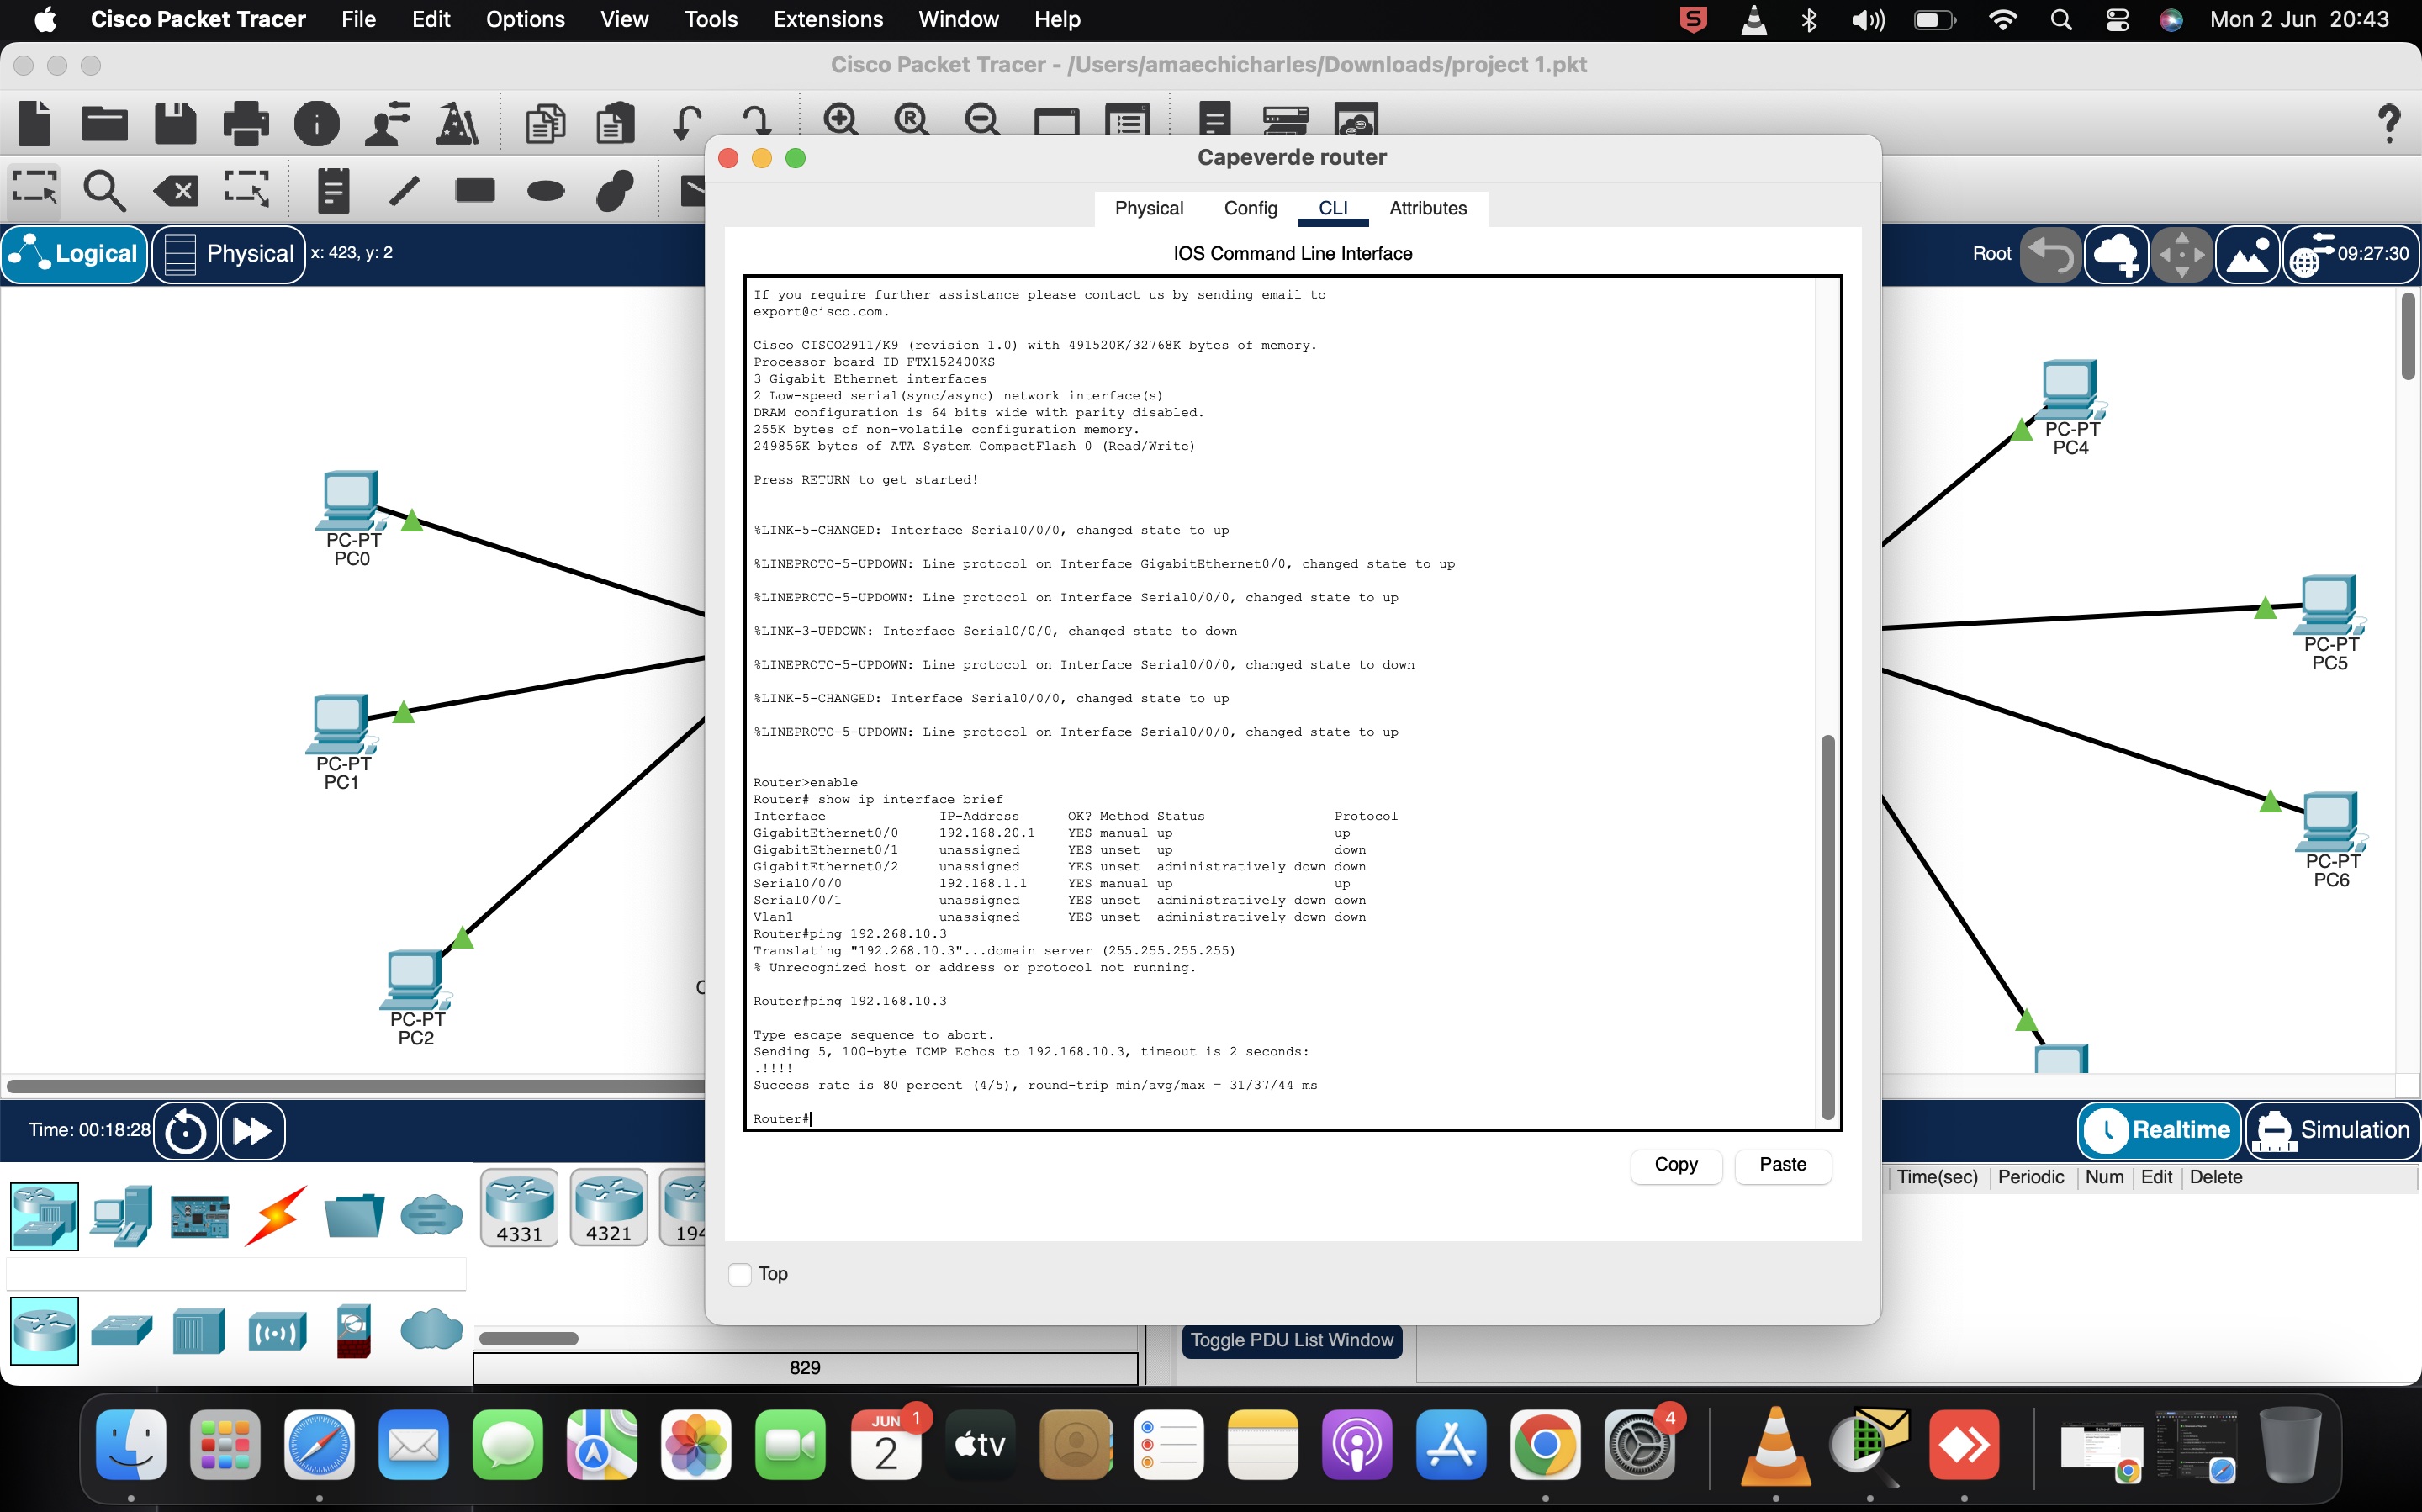 Cisco Packet Tracer File Edit Options View Tools Extensions Window Help S Mon 2 Jun 20:43
Cisco Packet Tracer - /Users/amaechicharles/Downloads/project 1.pkt
R
?
Capeverde router
Physical Config CLI Attributes
Logical Physical x: 423, y: 2
Root 09:27:30
IOS Command Line Interface
If you require further assistance please contact us by sending email to
export@cisco.com.
Cisco CISCO2911/K9 (revision 1.0) with 491520K/32768K bytes of memory.
Processor board ID FTX152400KS
3 Gigabit Ethernet interfaces
2 Low-speed serial(sync/async) network interface(s)
DRAM configuration is 64 bits wide with parity disabled.
255K bytes of non-volatile configuration memory.
249856K bytes of ATA System CompactFlash 0 (Read/Write)
Press RETURN to get started!
%LINK-5-CHANGED: Interface Serial0/0/0, changed state to up
%LINEPROTO-5-UPDOWN: Line protocol on Interface GigabitEthernet0/0, changed state to up
%LINEPROTO-5-UPDOWN: Line protocol on Interface Serial0/0/0, changed state to up
%LINK-3-UPDOWN: Interface Serial0/0/0, changed state to down
%LINEPROTO-5-UPDOWN: Line protocol on Interface Serial0/0/0, changed state to down
%LINK-5-CHANGED: Interface Serial0/0/0, changed state to up
%LINEPROTO-5-UPDOWN: Line protocol on Interface Serial0/0/0, changed state to up
Router>enable
Router# show ip interface brief
Interface IP-Address OK? Method Status Protocol
GigabitEthernet0/0 192.168.20.1 YES manual up up
GigabitEthernet0/1 unassigned YES unset up down
GigabitEthernet0/2 unassigned YES unset administratively down down
Serial0/0/0 192.168.1.1 YES manual up up
Serial0/0/1 unassigned YES unset administratively down down
Vlan1 unassigned YES unset administratively down down
Router#ping 192.268.10.3
Translating "192.268.10.3"...domain server (255.255.255.255)
% Unrecognized host or address or protocol not running.
Router#ping 192.168.10.3
Type escape sequence to abort.
Sending 5, 100-byte ICMP Echos to 192.168.10.3, timeout is 2 seconds:
.!!!!
Success rate is 80 percent (4/5), round-trip min/avg/max = 31/37/44 ms
Router#
Copy Paste
Top
PC-PT
PC0
PC-PT
PC1
PC-PT
PC2
C
PC-PT
PC4
PC-PT
PC5
PC-PT
PC6
Time: 00:18:28
Realtime Simulation
Time(sec) Periodic Num Edit Delete
4331 4321 194
829
Toggle PDU List Window
JUN 1
2
tv
4